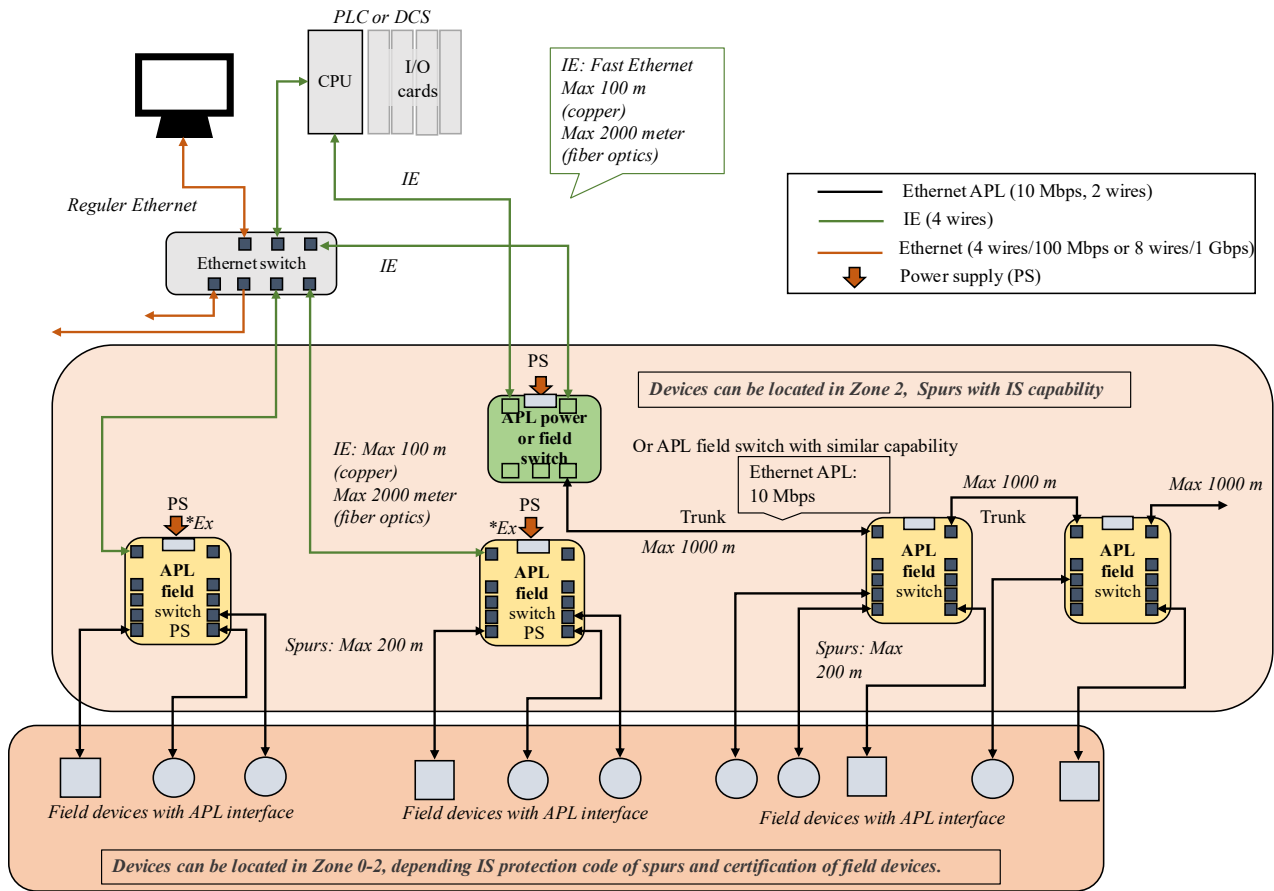 PLC or DCS
CPU
I/O
cards
IE: Fast Ethernet
Max 100 m
(copper)
Max 2000 meter
(fiber optics)
IE
Reguler Ethernet
Ethernet switch
IE
Ethernet APL (10 Mbps, 2 wires)
IE (4 wires)
Ethernet (4 wires/100 Mbps or 8 wires/1 Gbps)
Power supply (PS)
PS
Devices can be located in Zone 2, Spurs with IS capability
APL power
or field
switch
Or APL field switch with similar capability
IE: Max 100 m
(copper)
Max 2000 meter
(fiber optics)
Ethernet APL:
10 Mbps
Max 1000 m
Max 1000 m
PS
*Ex
PS
*Ex
Trunk
Max 1000 m
Trunk
APL
field
switch
PS
APL
field
switch
PS
APL
field
switch
APL
field
switch
Spurs: Max 200 m
Spurs: Max
200 m
Field devices with APL interface
Field devices with APL interface
Field devices with APL interface
Devices can be located in Zone 0-2, depending IS protection code of spurs and certification of field devices.